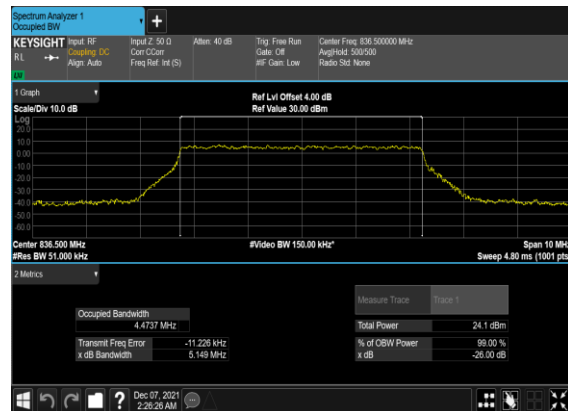 Spectrum Analyzer 1
Occupied BW
+
KEYSIGHT
RL
LU
Input: RF
Coupling: DC
Align: Auto
Input Z: 50 Ω
Corr CCorr
Freq Ref: Int (S)
Atten: 40 dB
Trig: Free Run
Gate: Off
#IF Gain: Low
Center Freq: 836.500000 MHz
Avg|Hold: 500/500
Radio Std: None
1 Graph
Scale/Div 10.0 dB
Ref Lvl Offset 4.00 dB
Ref Value 30.00 dBm
Log
20.0
10.0
0.00
-10.0
-20.0
-30.0
-40.0
-50.0
-60.0
Center 836.500 MHz
#Res BW 51.000 kHz
#Video BW 150.00 kHz*
Span 10 MHz
Sweep 4.80 ms (1001 pts)
2 Metrics
Measure Trace Trace 1
Occupied Bandwidth
4.4737 MHz
Total Power 24.1 dBm
Transmit Freq Error -11.226 kHz
% of OBW Power 99.00 %
x dB Bandwidth 5.149 MHz
x dB -26.00 dB
?
Dec 07, 2021
2:26:26 AM